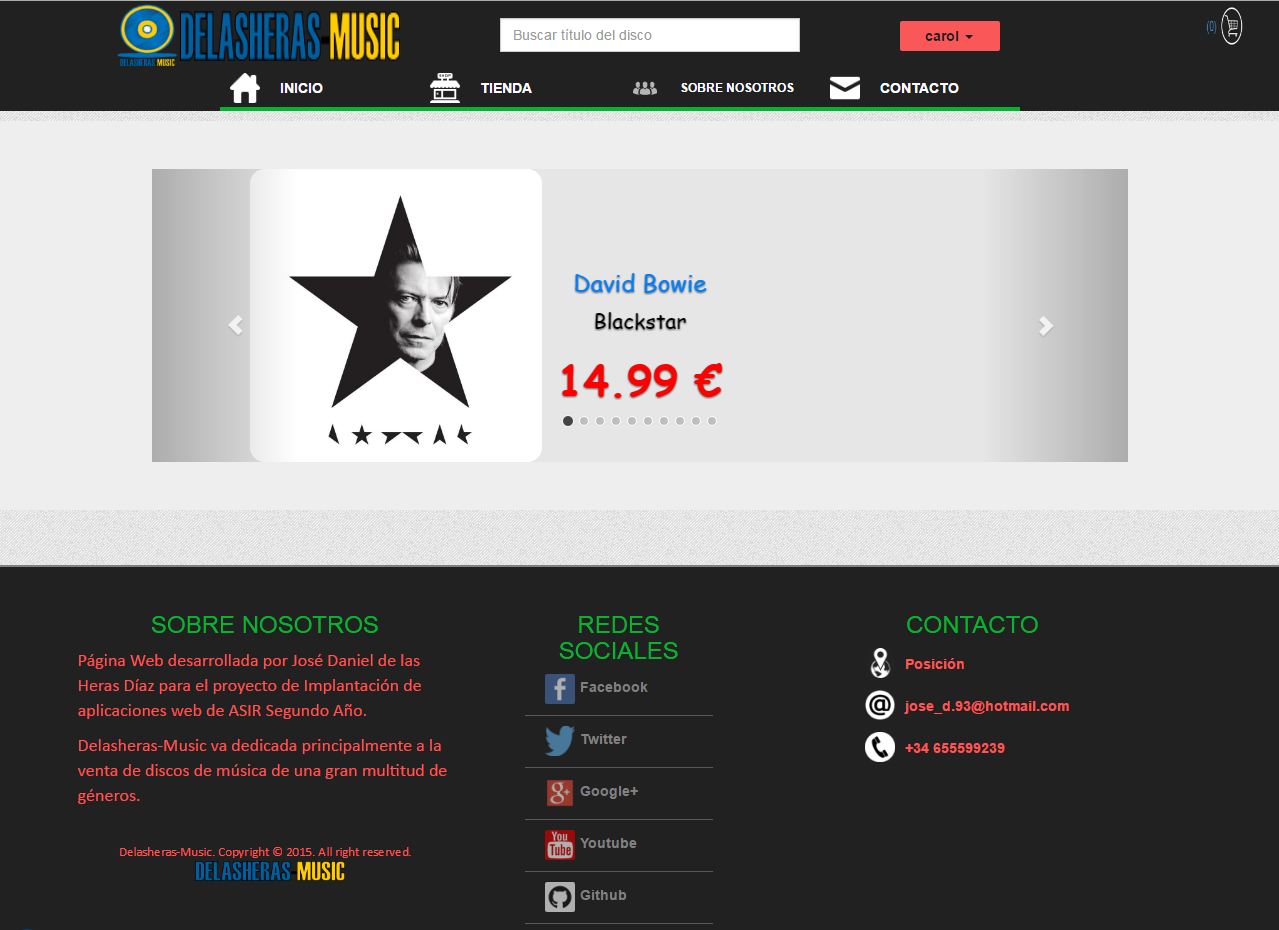 DELASHERAS MUSIC
DELASHERAS MUSIC
Buscar título del disco
carol
(0)
INICIO
SHOP
TIENDA
SOBRE NOSOTROS
CONTACTO
David Bowie
Blackstar
14.99 €
SOBRE NOSOTROS
Página Web desarrollada por José Daniel de las
Heras Díaz para el proyecto de Implantación de
aplicaciones web de ASIR Segundo Año.
Delasheras-Music va dedicada principalmente a la
venta de discos de música de una gran multitud de
géneros.
Delasheras-Music. Copyright © 2015. All right reserved.
DELASHERAS MUSIC
REDES
SOCIALES
f Facebook
Twitter
g+ Google+
You
Tube
Youtube
Github
CONTACTO
Posición
@ jose_d.93@hotmail.com
+34 655599239